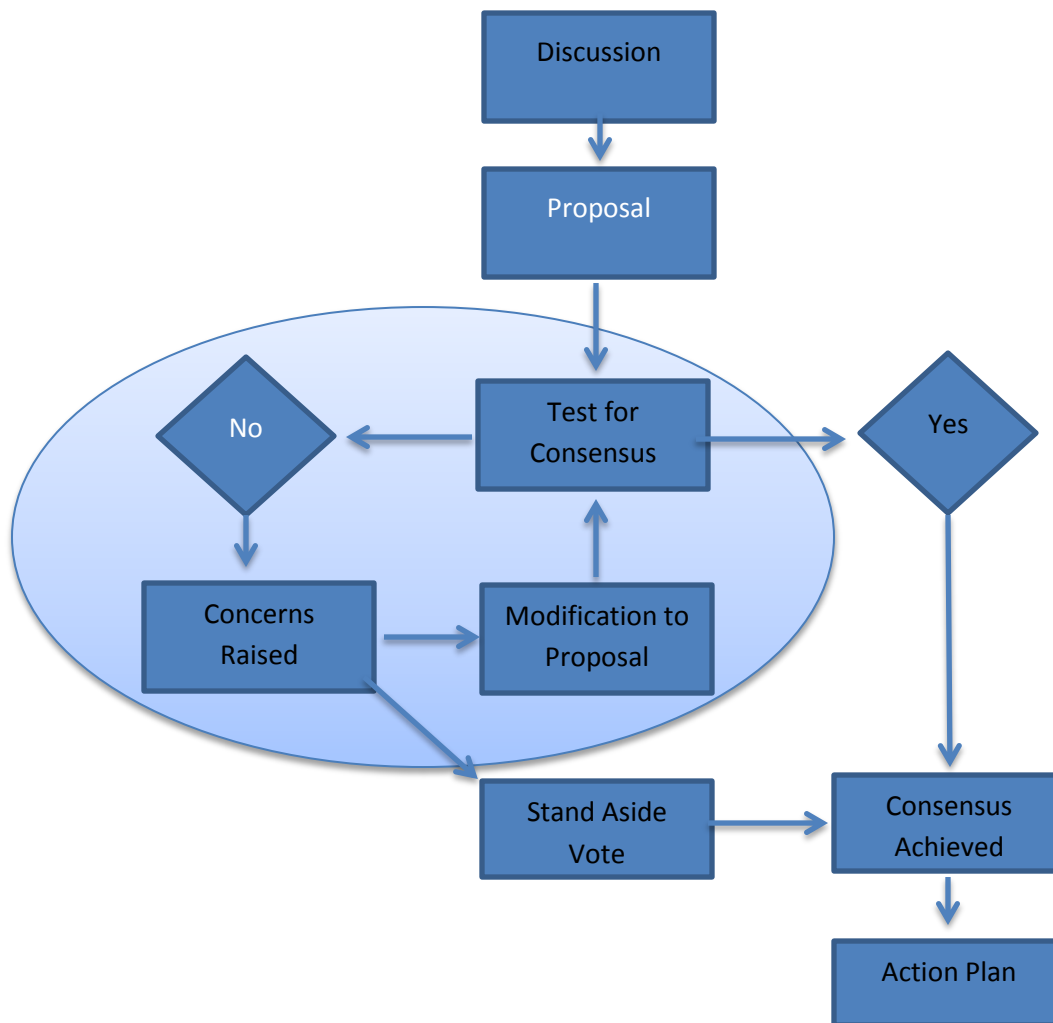 Discussion
Proposal
No
Test for
Consensus
Yes
Concerns
Raised
Modification to
Proposal
Stand Aside
Vote
Consensus
Achieved
Action Plan